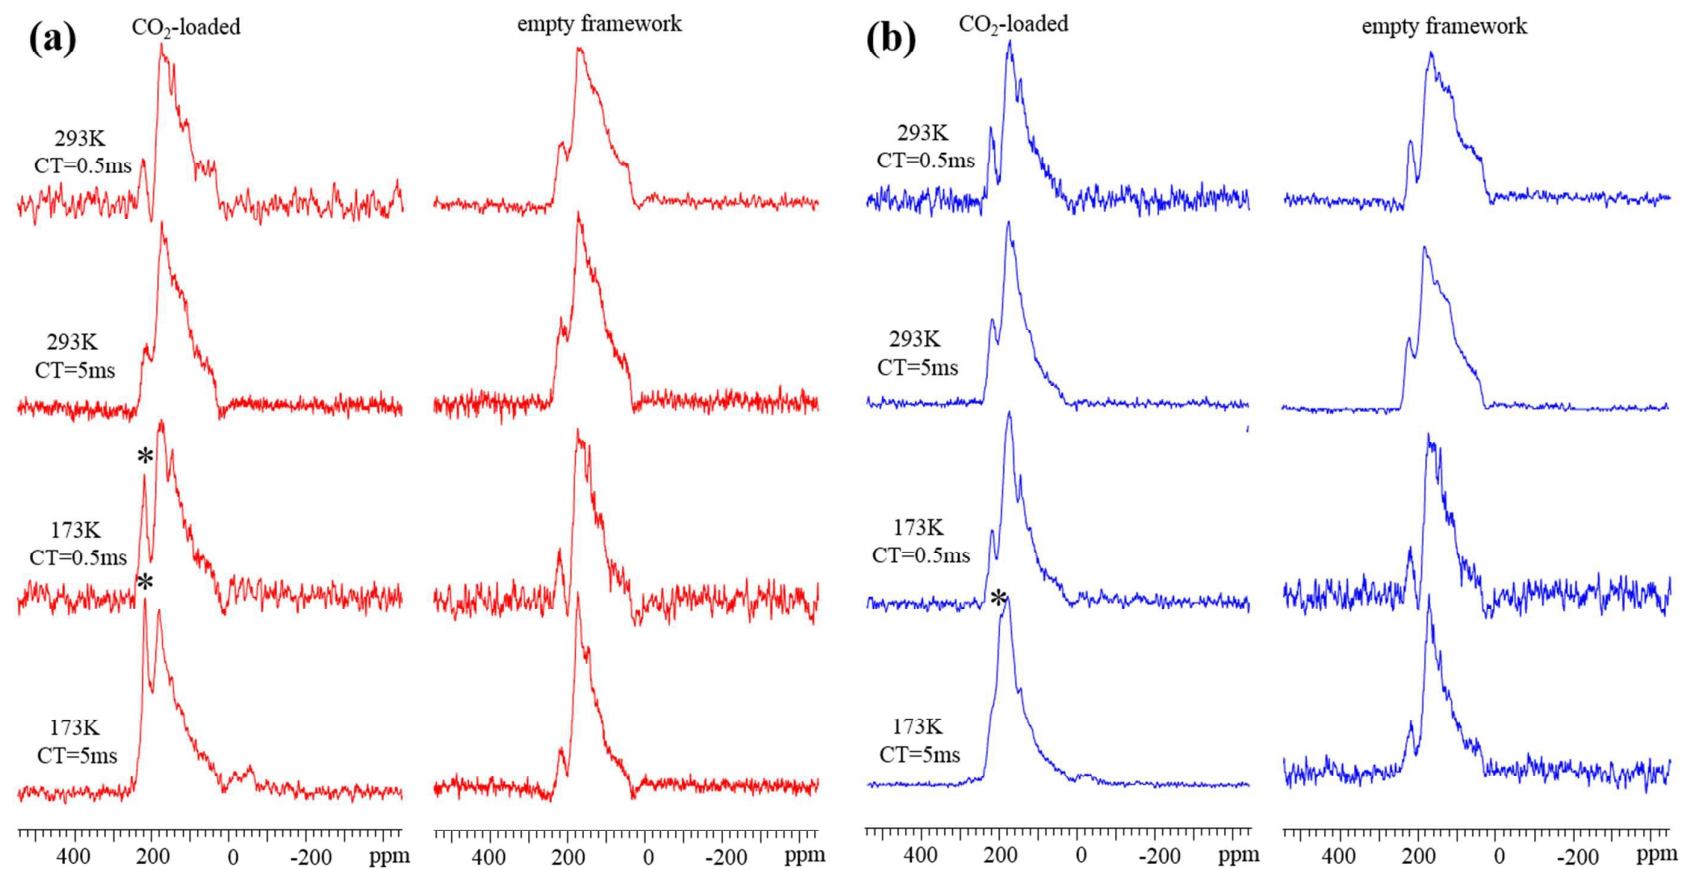 (a)
CO₂-loaded
empty framework
293K
CT=0.5ms
293K
CT=5ms
*
173K
CT=0.5ms
*
173K
CT=5ms
400 200 0 -200 ppm
400 200 0 -200 ppm
(b)
CO₂-loaded
empty framework
293K
CT=0.5ms
293K
CT=5ms
173K
CT=0.5ms
*
173K
CT=5ms
400 200 0 -200 ppm
400 200 0 -200 ppm